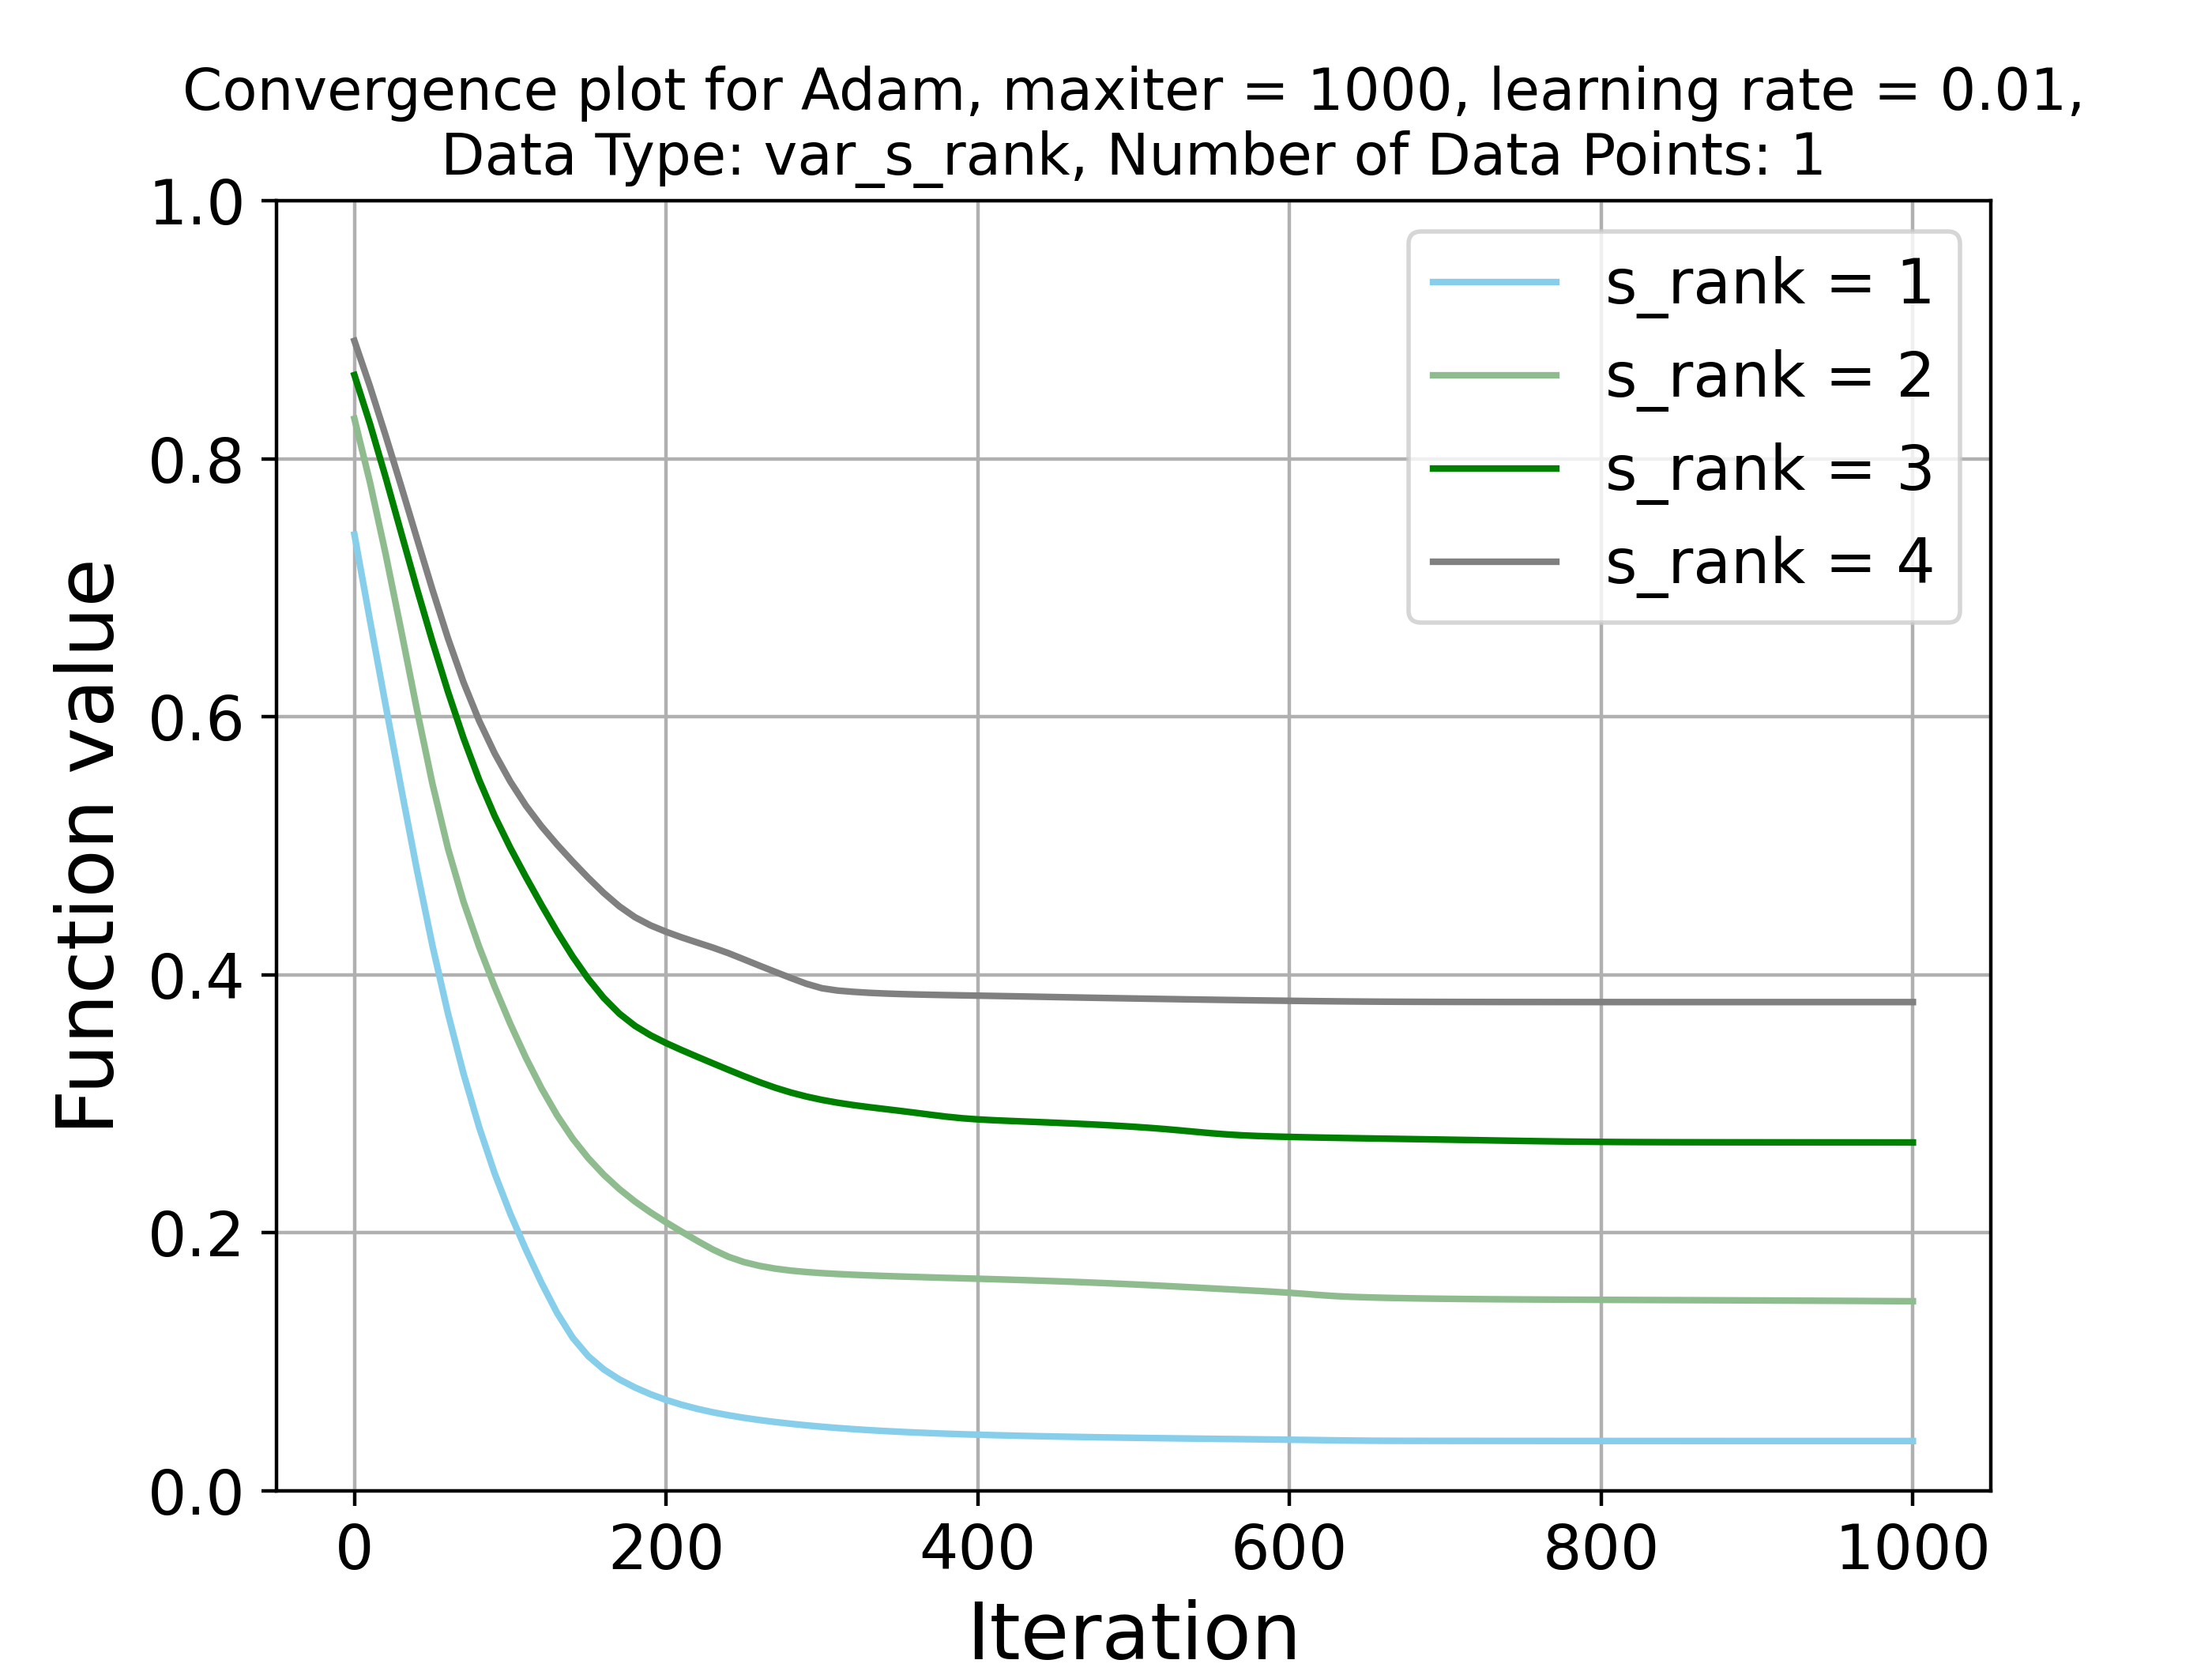 Convergence plot for Adam, maxiter = 1000, learning rate = 0.01,
Data Type: var_s_rank, Number of Data Points: 1
1.0
0.8
0.6
0.4
0.2
0.0
Function value
s_rank = 1
s_rank = 2
s_rank = 3
s_rank = 4
0 200 400 600 800 1000
Iteration